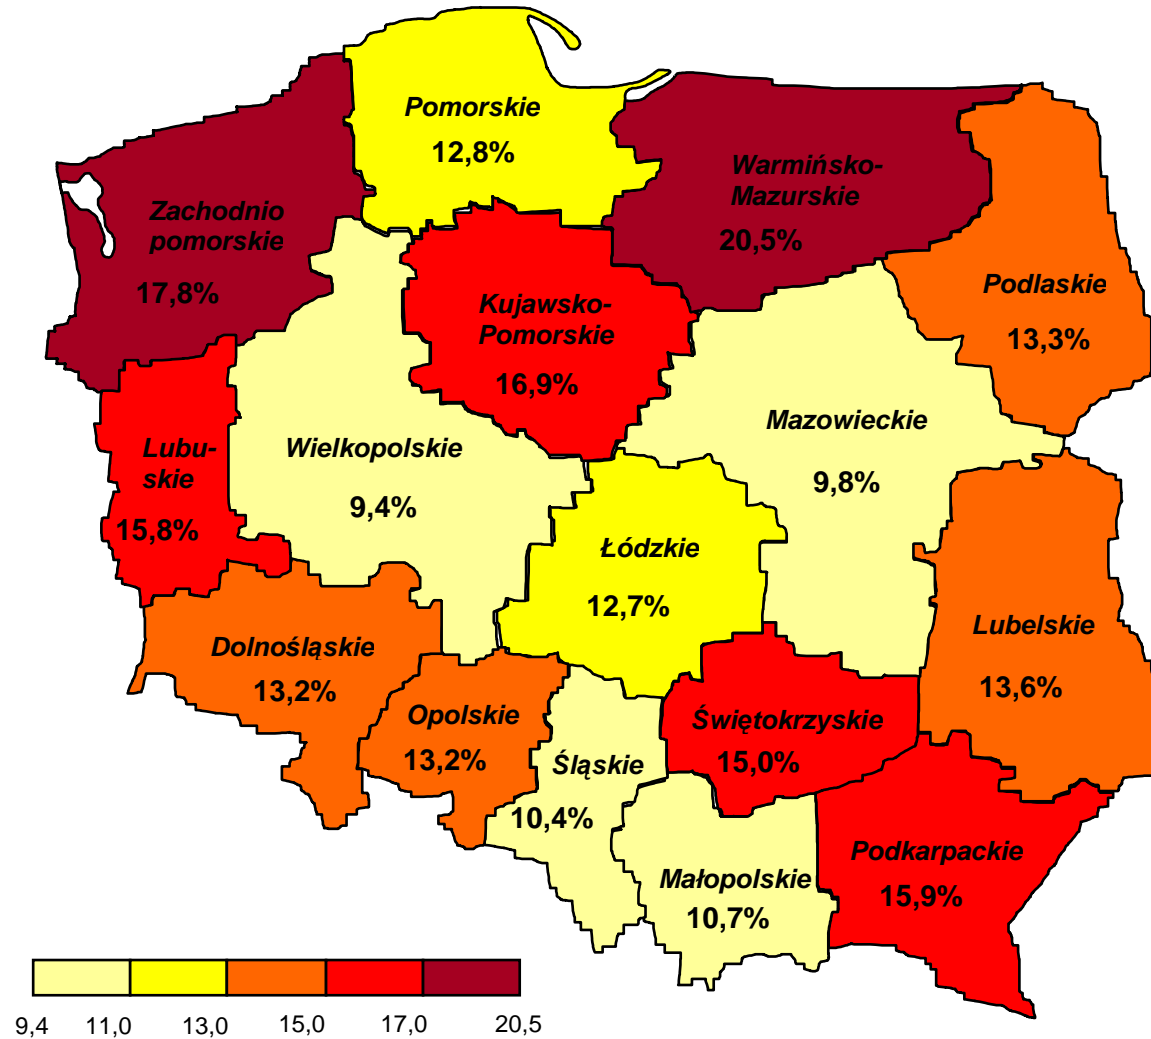 Pomorskie
12,8%
Warmińsko-
Mazurskie
20,5%
Zachodnio
pomorskie
17,8%
Podlaskie
13,3%
Kujawsko-
Pomorskie
16,9%
Mazowieckie
9,8%
Lubu-
skie
15,8%
Wielkopolskie
9,4%
Łódzkie
12,7%
Lubelskie
13,6%
Dolnośląskie
13,2%
Opolskie
13,2%
Świętokrzyskie
15,0%
Śląskie
10,4%
Małopolskie
10,7%
Podkarpackie
15,9%
9,4 11,0 13,0 15,0 17,0 20,5